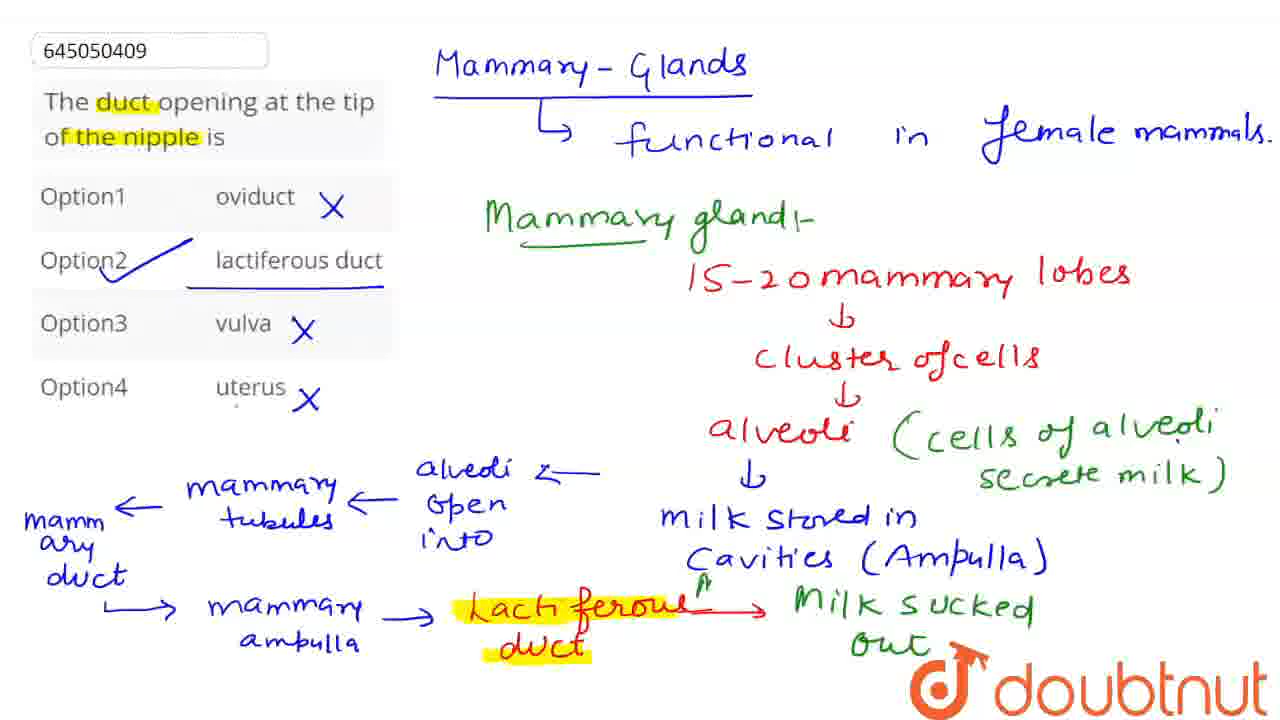 645050409
The duct opening at the tip
of the nipple is
Option1 oviduct X
Option2 lactiferous duct
Option3 vulva X
Option4 uterus X
Mammary - Glands
functional in female mammals.
Mammary gland:-
15-20 mammary lobes
cluster of cells
alveoli (cells of alveoli
secrete milk)
Milk stored in
Cavities (Ampulla)
alveoli
open
into
mammary
tubules
mamm
ary
duct
mammary
ampulla
Lactiferous
duct
Milk sucked
out
doubtnut